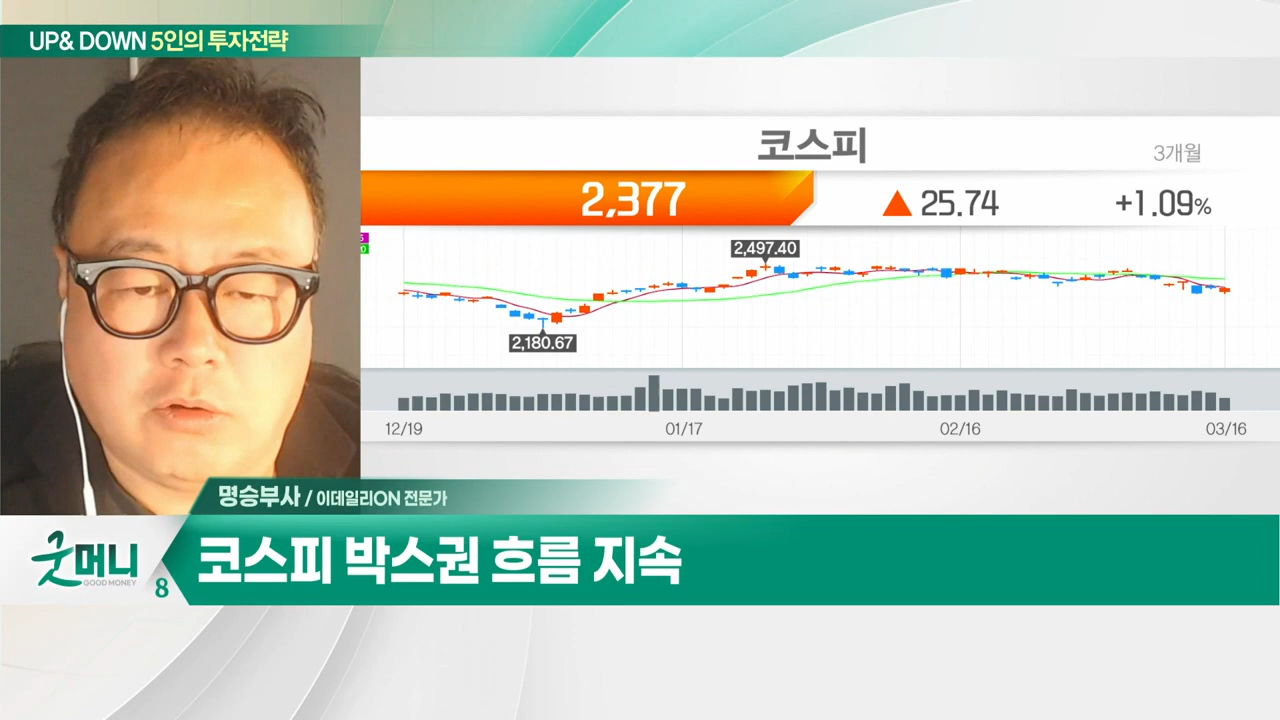 UP& DOWN 5인의 투자전략
코스피
3개월
2,377 ▲ 25.74 +1.09%
2,497.40
2,180.67
12/19 01/17 02/16 03/16
명승부사 / 이데일리ON 전문가
굿머니
GOOD MONEY
8
코스피 박스권 흐름 지속